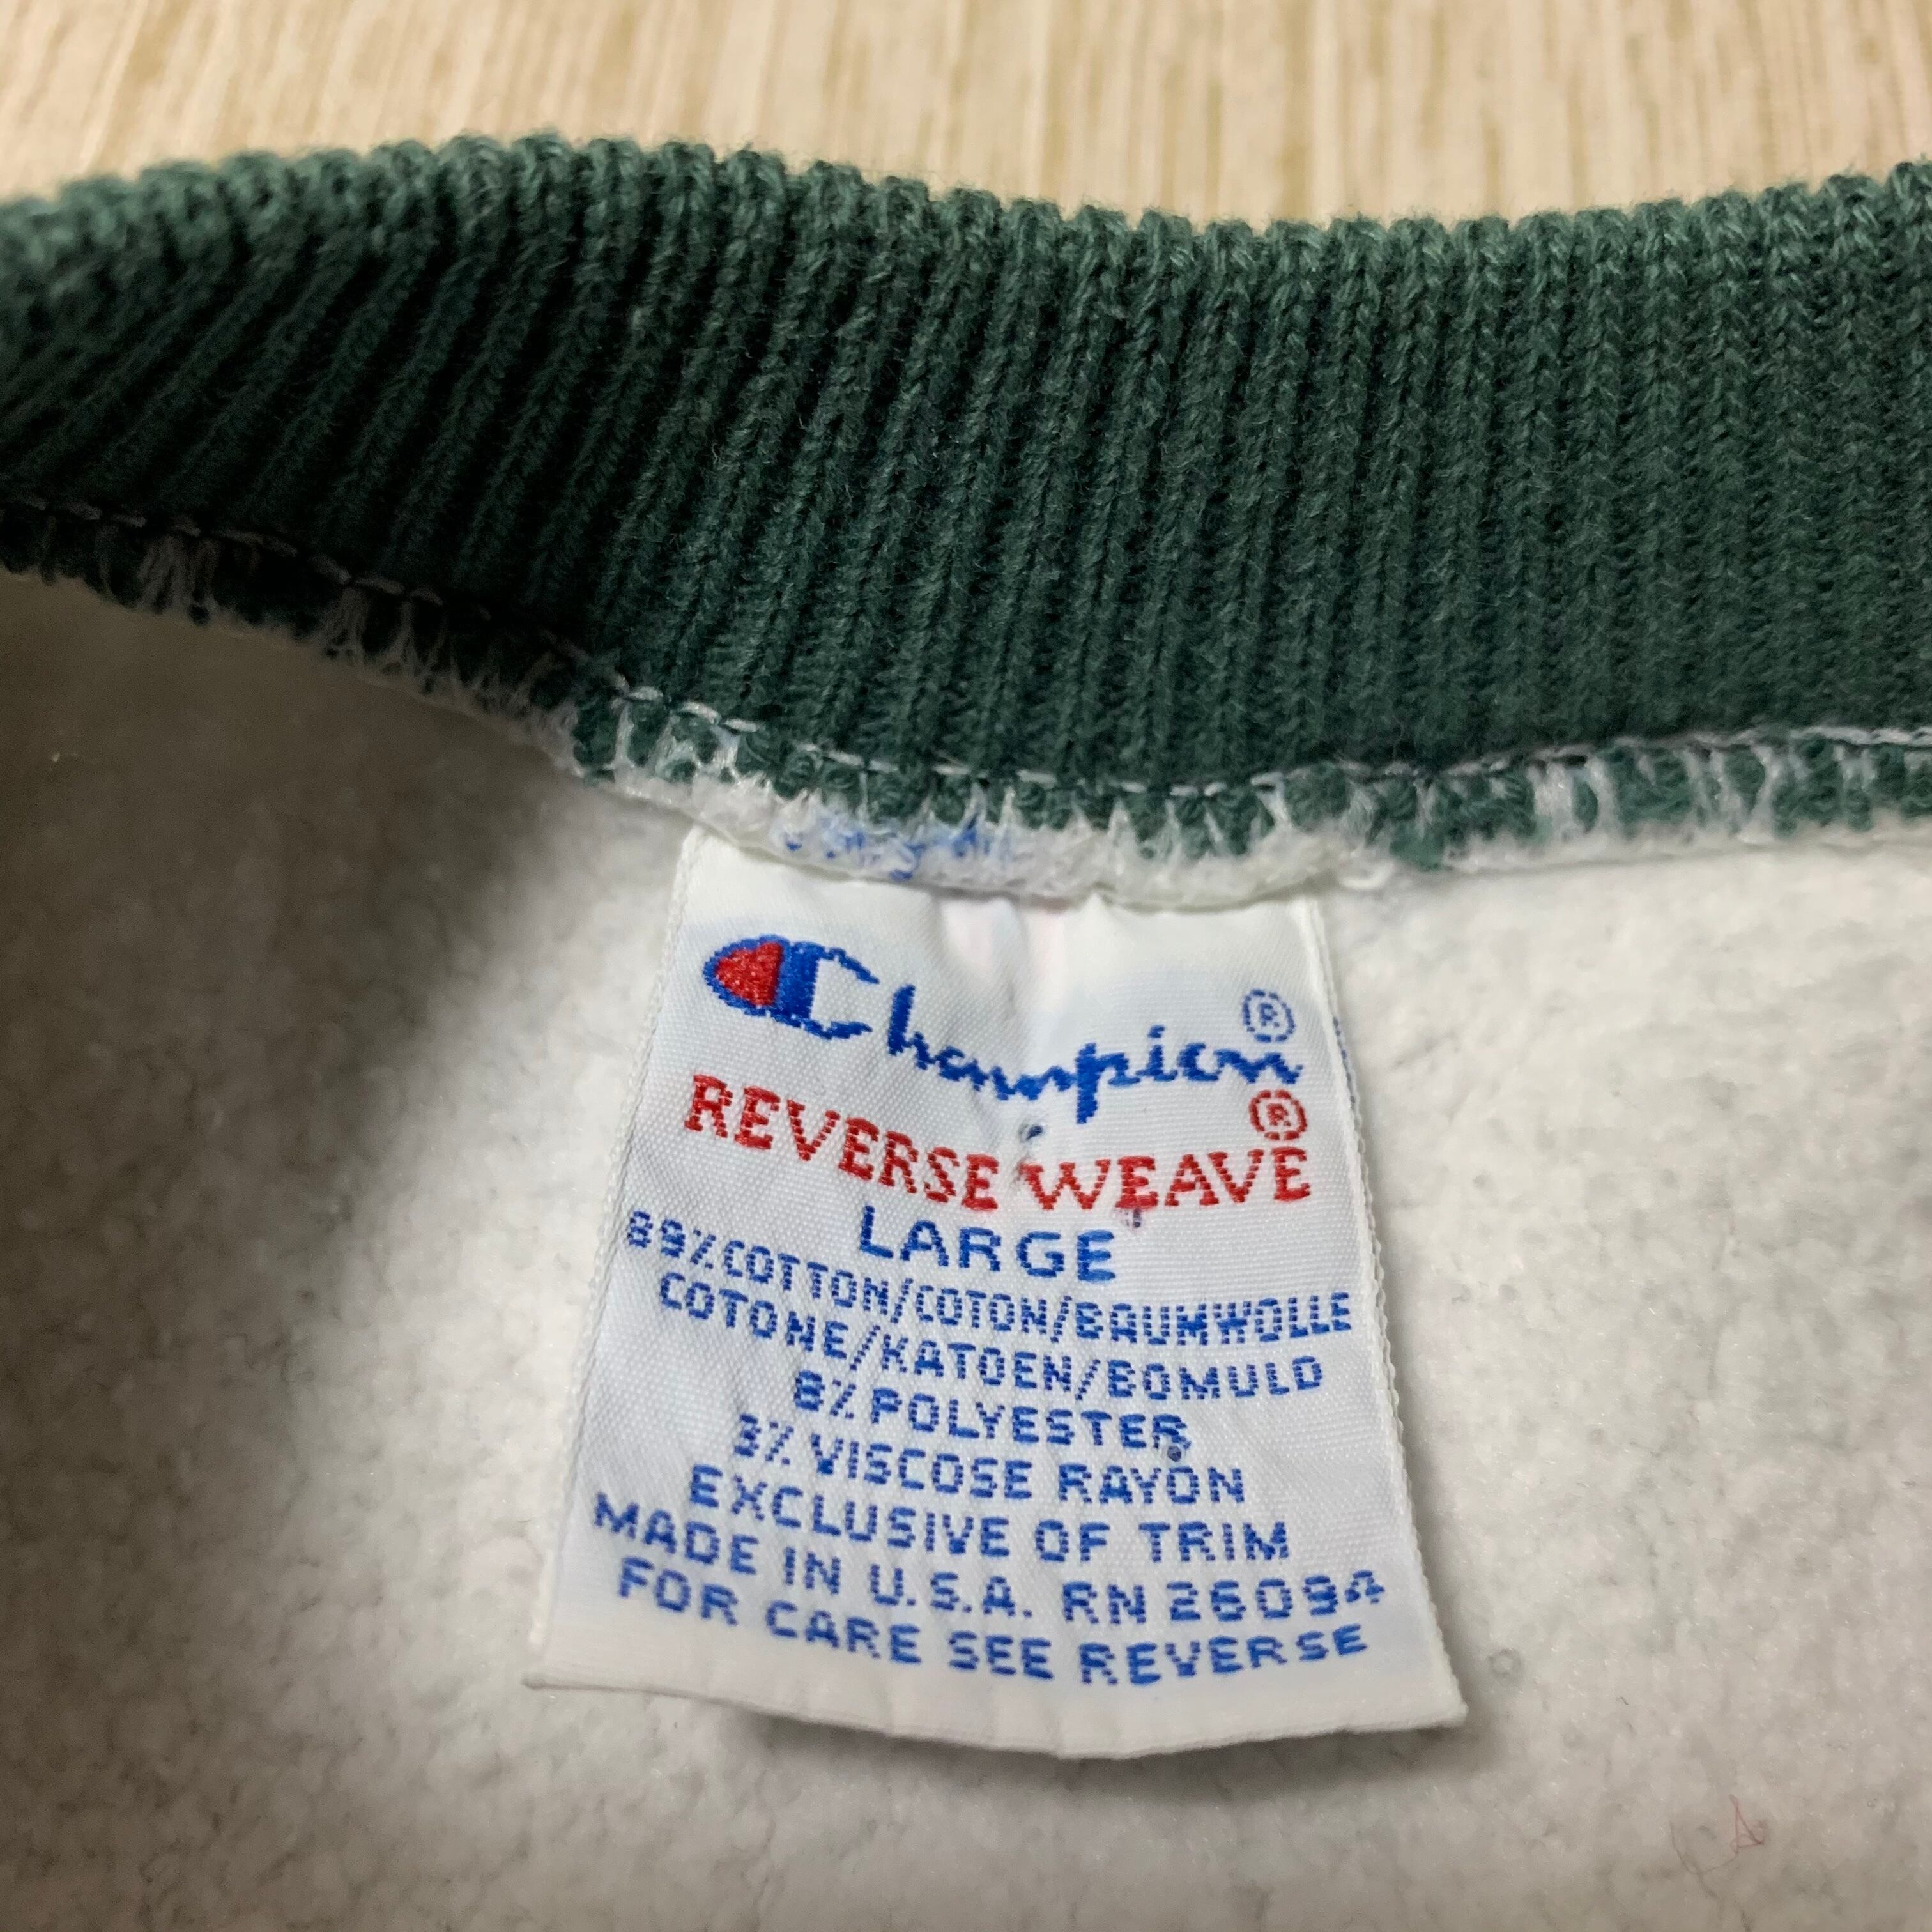 Champion®
REVERSE WEAVE®
LARGE
89% COTTON/COTON/BAUMWOLLE
COTONE/KATOEN/BOMULD
8% POLYESTER
3% VISCOSE RAYON
EXCLUSIVE OF TRIM
MADE IN U.S.A. RN 26094
FOR CARE SEE REVERSE